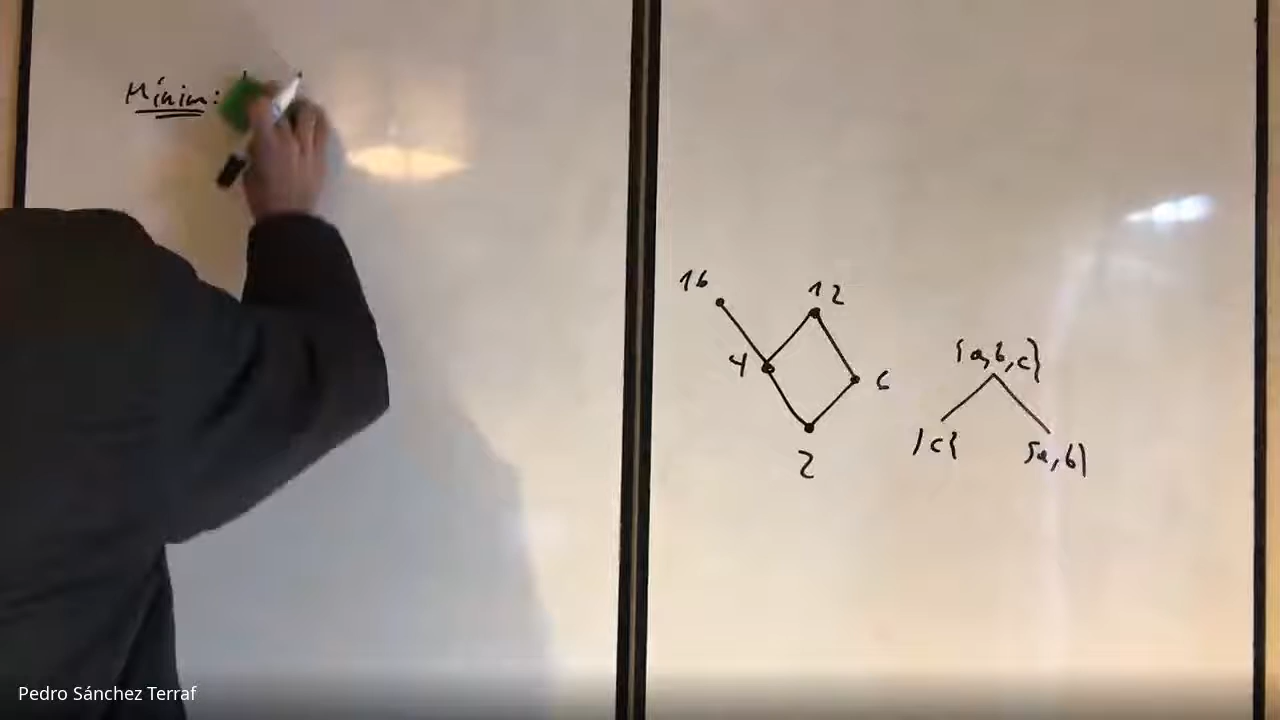 Mínim:
16
12
4
6
2
{a,b,c}
{c}
{a,b}
Pedro Sánchez Terraf